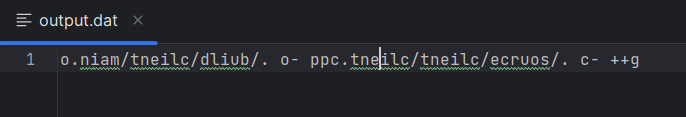 output.dat
1 o.niam/tneilc/dliub/. o- ppc.tneilc/tneilc/ecruos/. c- ++g